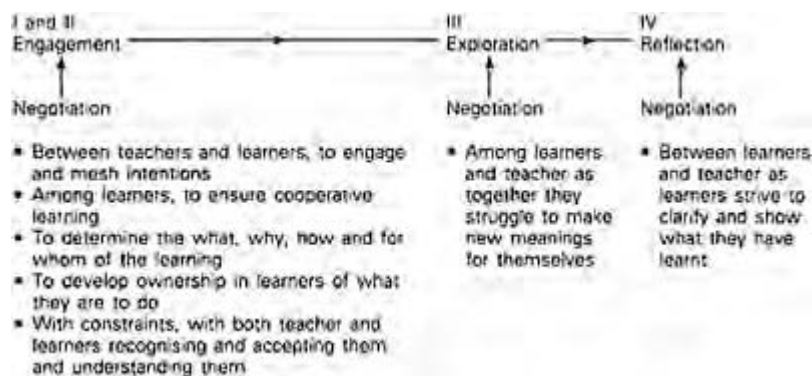 I and II
Engagement
III
Exploration
IV
Reflection
Negotiation
Negotiation
Negotiation
• Between teachers and learners, to engage
and mesh intentions
• Among learners, to ensure cooperative
learning
• To determine the what, why, how and for
whom of the learning
• To develop ownership in learners of what
they are to do
• With constraints, with both teacher and
learners recognising and accepting them
and understanding them
• Among learners
and teacher as
together they
struggle to make
new meanings
for themselves
• Between learners
and teacher as
learners strive to
clarify and show
what they have
learnt